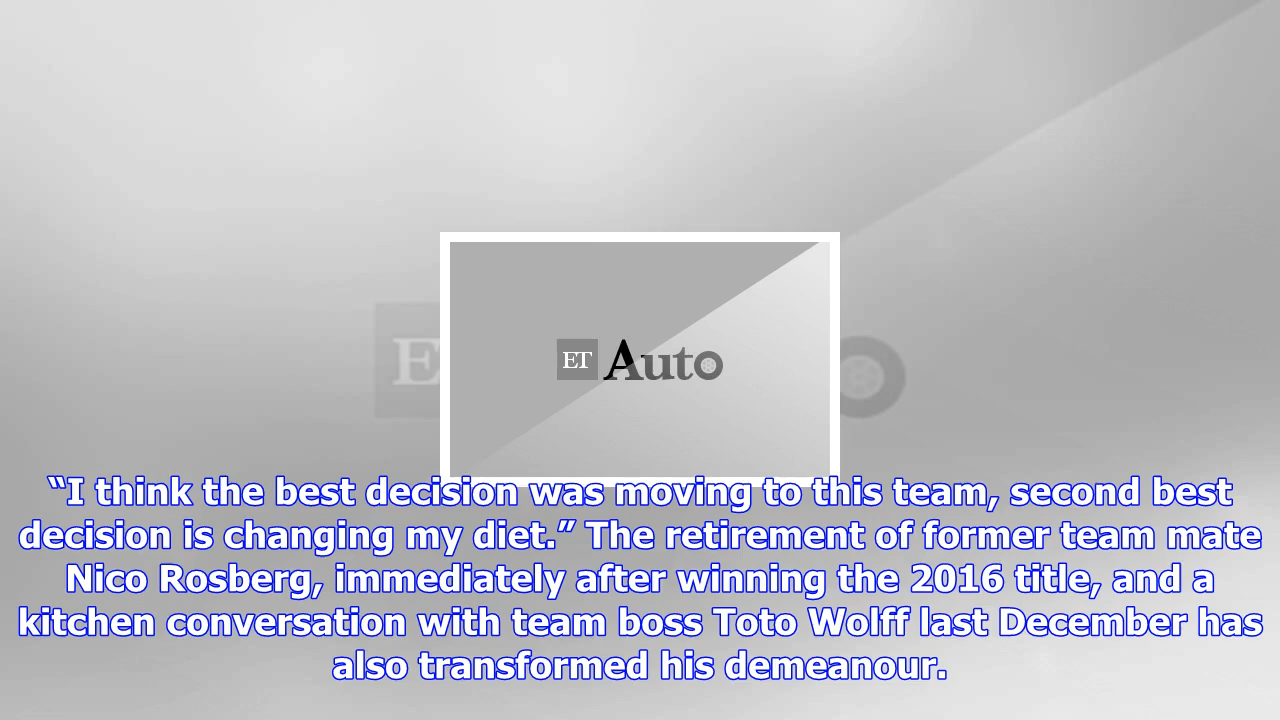 E
ET Auto
“I think the best decision was moving to this team, second best
decision is changing my diet.” The retirement of former team mate
Nico Rosberg, immediately after winning the 2016 title, and a
kitchen conversation with team boss Toto Wolff last December has
also transformed his demeanour.